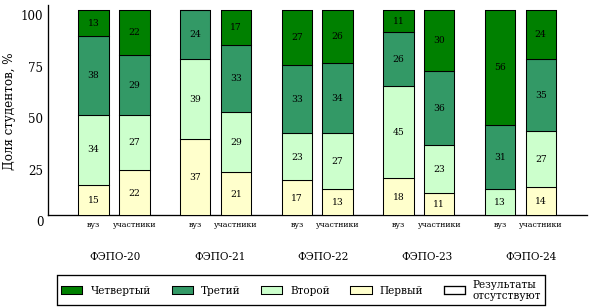 Доля студентов, %
100
75
50
25
0
13 22 24 17 27 26 11 30 56 24
38 29 39 33 33 34 26 36 31 35
34 27 37 29 23 27 45 23 13 27
15 22 21 17 13 18 11 14
вуз участники вуз участники вуз участники вуз участники вуз участники
ФЭПО-20 ФЭПО-21 ФЭПО-22 ФЭПО-23 ФЭПО-24
Четвертый Третий Второй Первый Результаты
отсутствуют